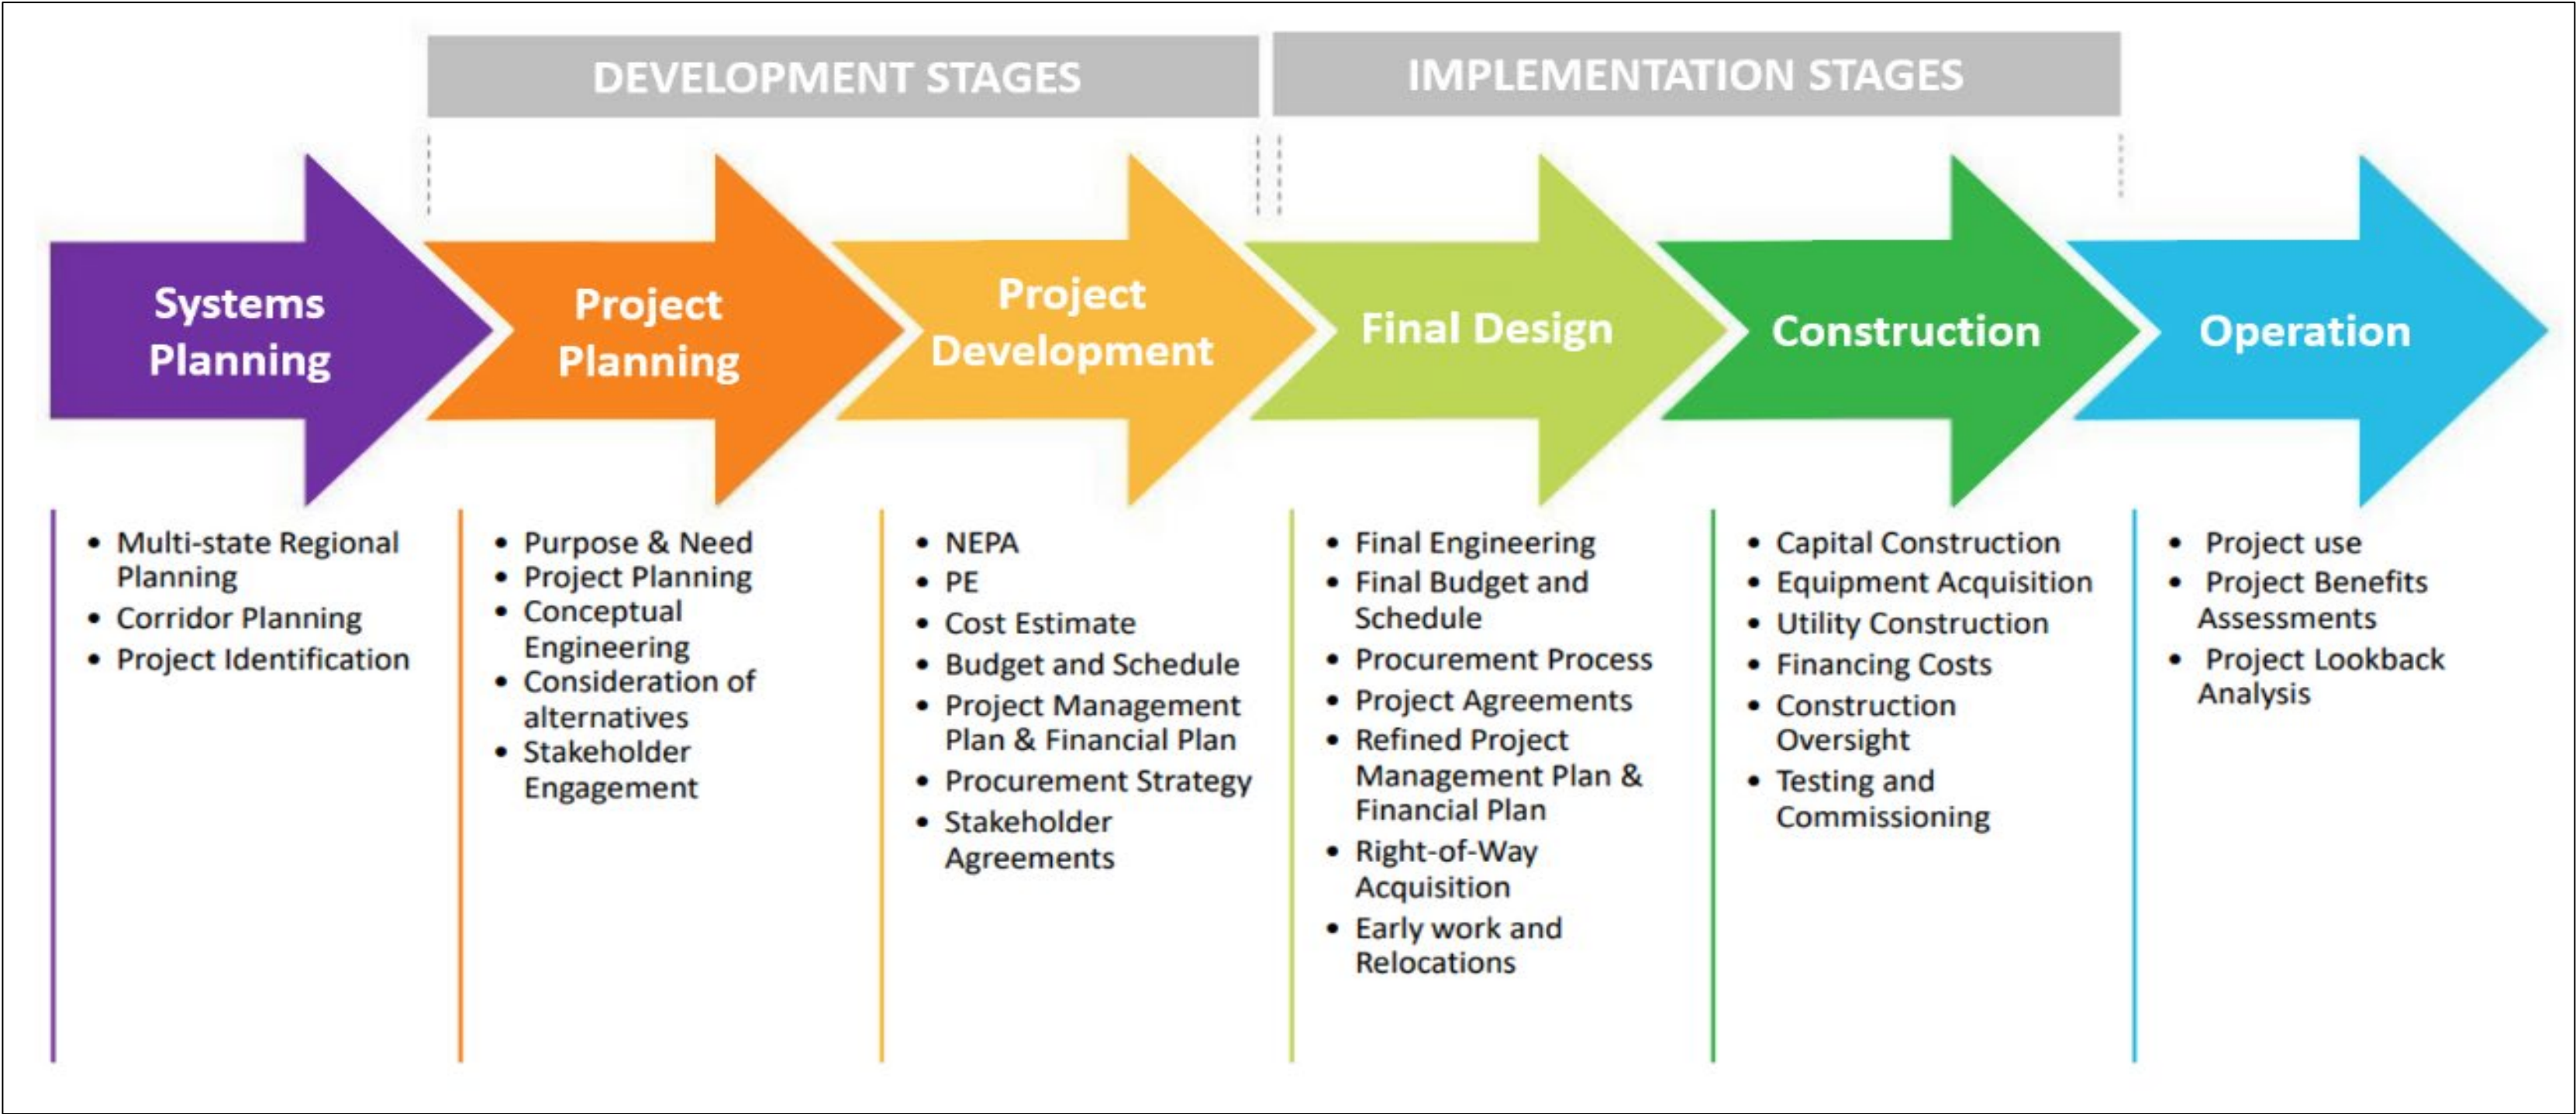 DEVELOPMENT STAGES
IMPLEMENTATION STAGES
Systems
Planning
Project
Planning
Project
Development
Final Design
Construction
Operation
• Multi-state Regional
Planning
• Corridor Planning
• Project Identification
• Purpose & Need
• Project Planning
• Conceptual
Engineering
• Consideration of
alternatives
• Stakeholder
Engagement
• NEPA
• PE
• Cost Estimate
• Budget and Schedule
• Project Management
Plan & Financial Plan
• Procurement Strategy
• Stakeholder
Agreements
• Final Engineering
• Final Budget and
Schedule
• Procurement Process
• Project Agreements
• Refined Project
Management Plan &
Financial Plan
• Right-of-Way
Acquisition
• Early work and
Relocations
• Capital Construction
• Equipment Acquisition
• Utility Construction
• Financing Costs
• Construction
Oversight
• Testing and
Commissioning
• Project use
• Project Benefits
Assessments
• Project Lookback
Analysis